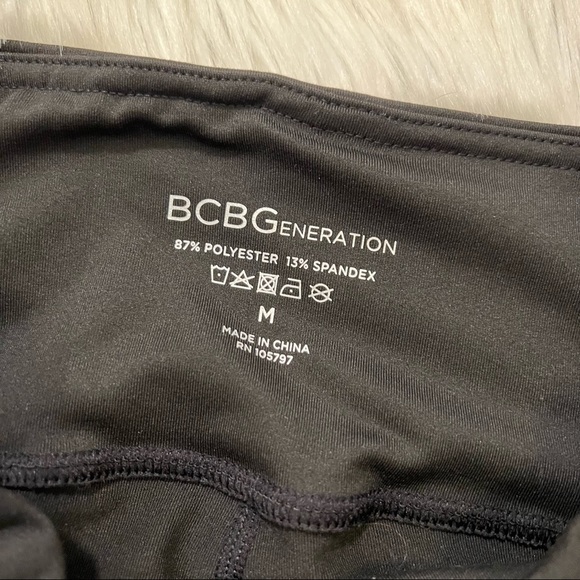 BCBGENERATION
87% POLYESTER 13% SPANDEX
M
MADE IN CHINA
RN 105797